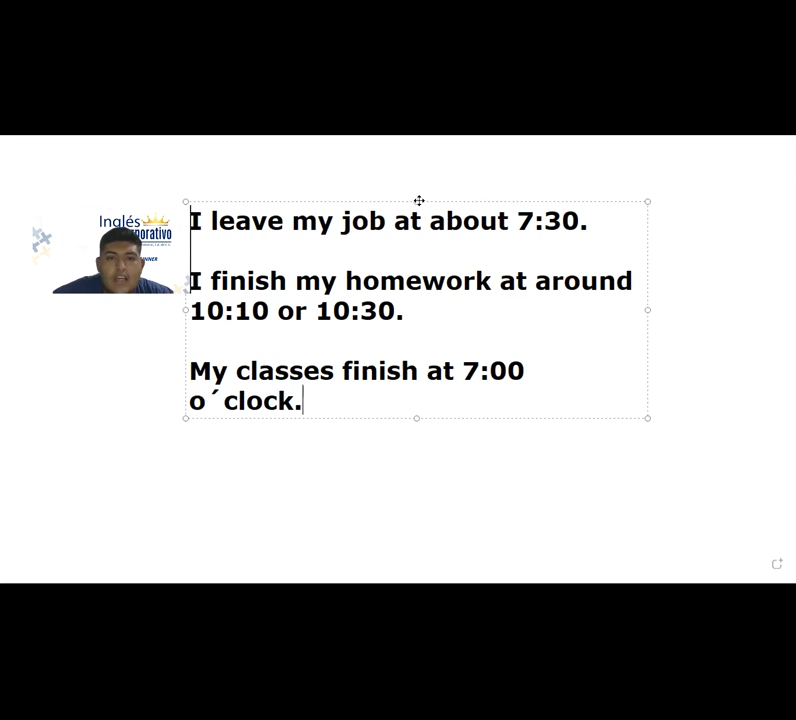 Inglés
I leave my job at about 7:30.
I finish my homework at around
10:10 or 10:30.
My classes finish at 7:00
o´clock.